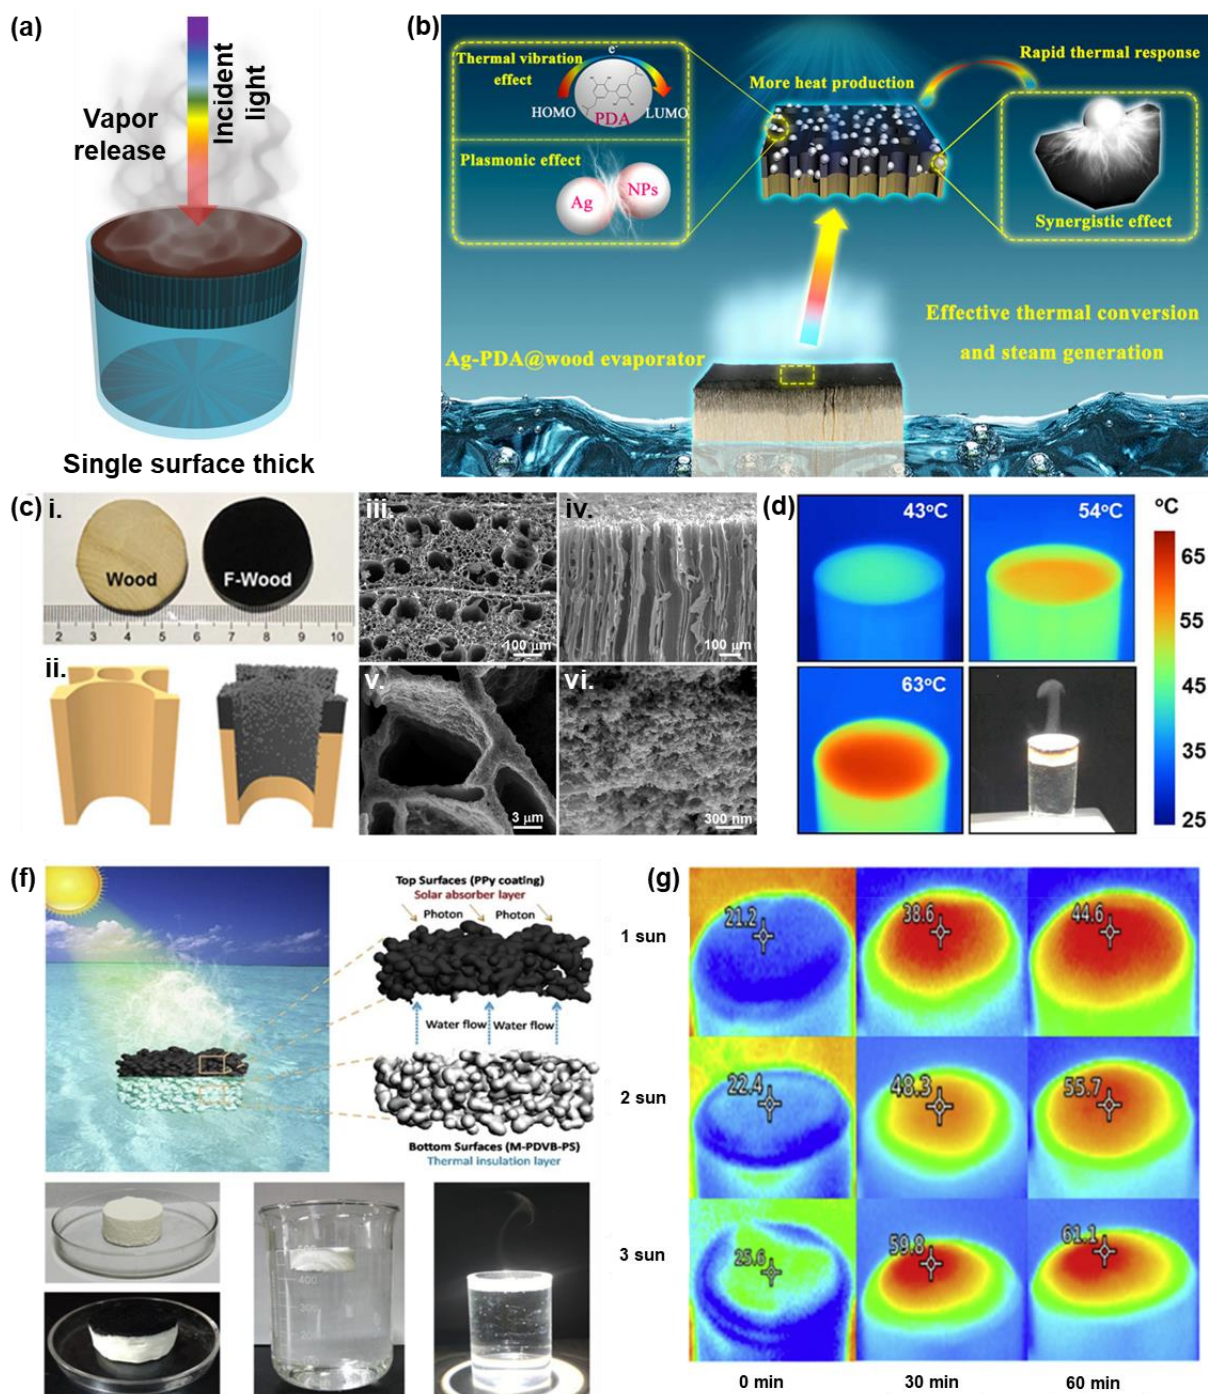 (a)
Vapor
release
Incident
light
Single surface thick
(b)
Thermal vibration
effect
e-
HOMO
PDA
LUMO
Plasmonic effect
Ag
NPs
More heat production
Rapid thermal response
Synergistic effect
Ag-PDA@wood evaporator
Effective thermal conversion
and steam generation
(c)
i.
Wood
F-Wood
2 3 4 5 6 7 8 9 10
ii.
iii.
100 μm
iv.
100 μm
v.
3 μm
vi.
300 nm
(d)
43°C
54°C
63°C
°C
65
55
45
35
25
(f)
Top Surfaces (PPy coating)
Solar absorber layer
Photon
Photon
Water flow
Water flow
Bottom Surfaces (M-PDVB-PS)
Thermal insulation layer
400
300
(g)
1 sun
21.2
38.6
44.6
2 sun
22.4
48.3
55.7
3 sun
25.6
59.8
61.1
0 min
30 min
60 min